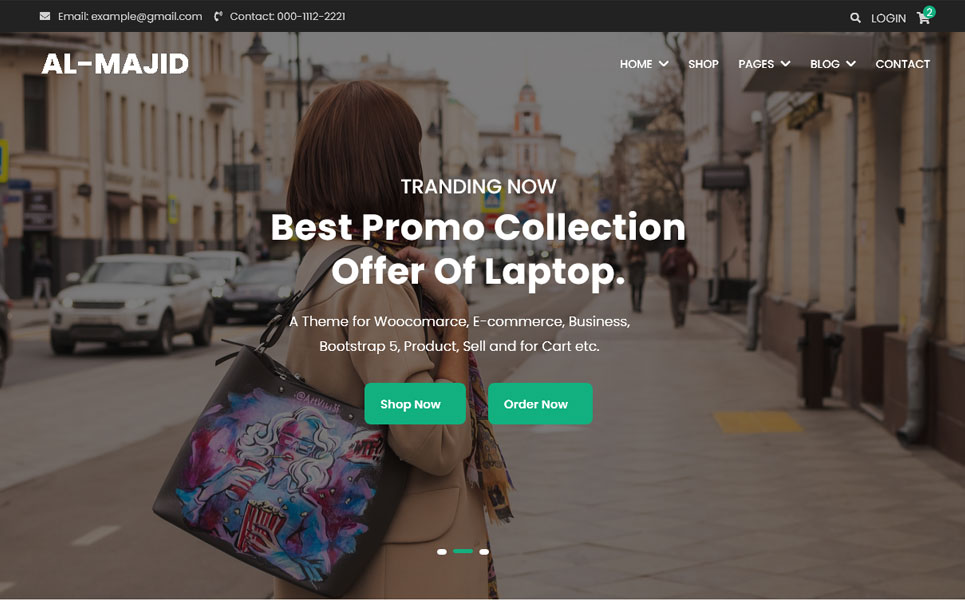 Email: example@gmail.com Contact: 000-1112-2221
LOGIN 2
AL-MAJID
HOME SHOP PAGES BLOG CONTACT
TRANDING NOW
Best Promo Collection
Offer Of Laptop.
A Theme for Woocomarce, E-commerce, Business,
Bootstrap 5, Product, Sell and for Cart etc.
Shop Now Order Now